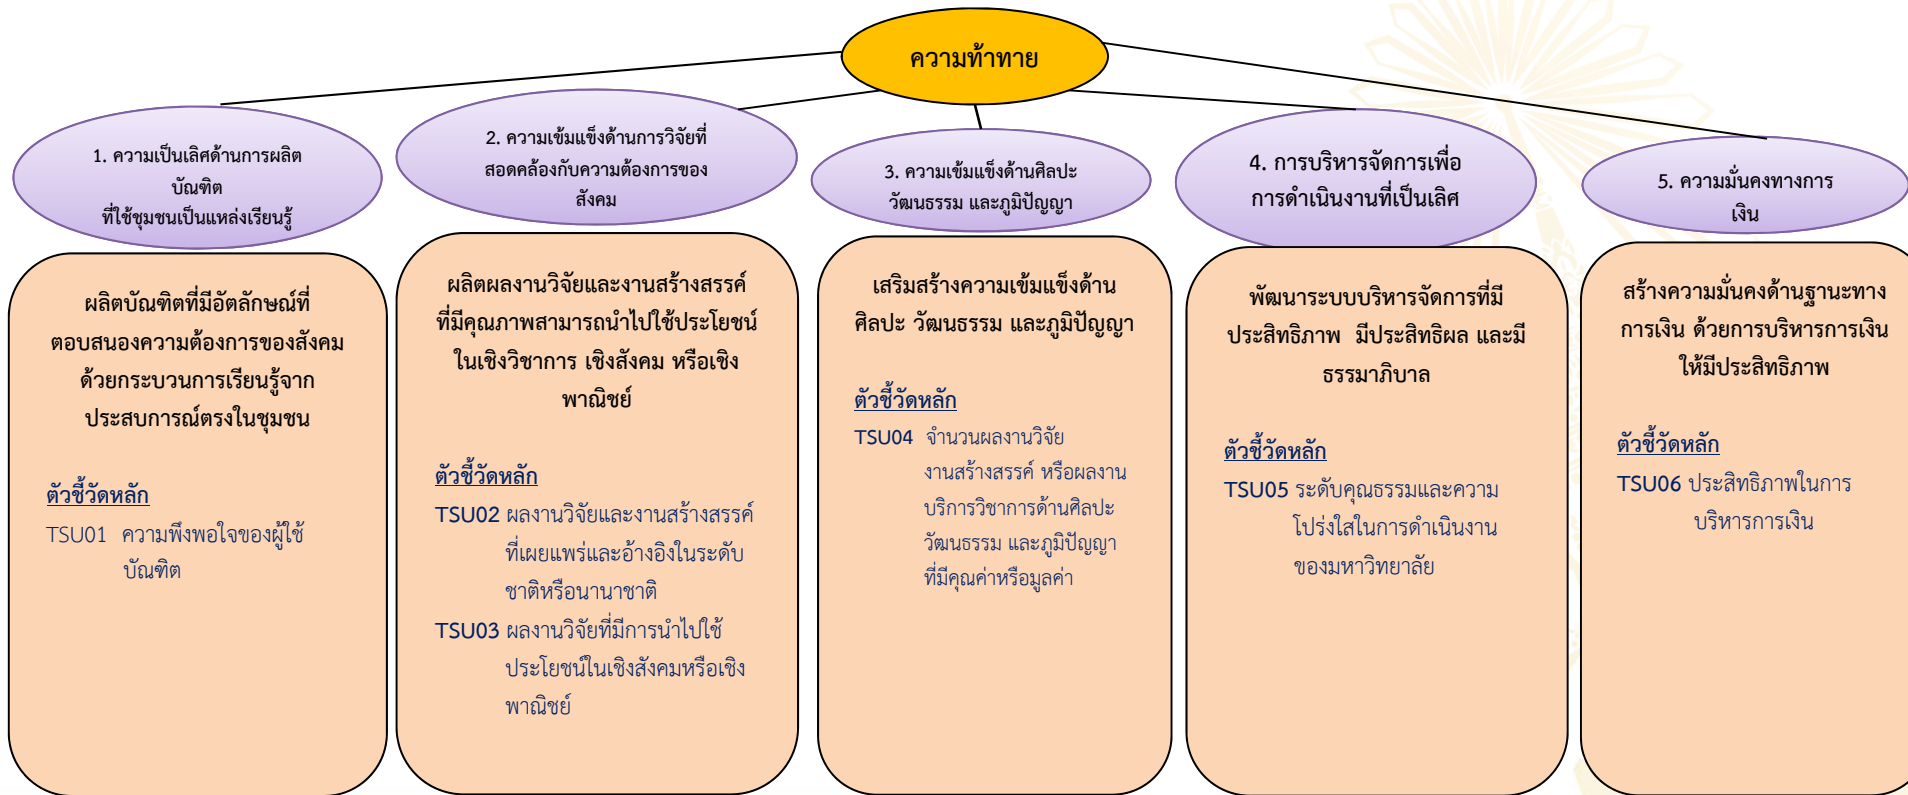 ความท้าทาย
1. ความเป็นเลิศด้านการผลิต
บัณฑิต
ที่ใช้ชุมชนเป็นแหล่งเรียนรู้
2. ความเข้มแข็งด้านการวิจัยที่
สอดคล้องกับความต้องการของ
สังคม
3. ความเข้มแข็งด้านศิลปะ
วัฒนธรรม และภูมิปัญญา
4. การบริหารจัดการเพื่อ
การดำเนินงานที่เป็นเลิศ
5. ความมั่นคงทางการ
เงิน
ผลิตบัณฑิตที่มีอัตลักษณ์ที่
ตอบสนองความต้องการของสังคม
ด้วยกระบวนการเรียนรู้จาก
ประสบการณ์ตรงในชุมชน
ตัวชี้วัดหลัก
TSU01 ความพึงพอใจของผู้ใช้
บัณฑิต
ผลิตผลงานวิจัยและงานสร้างสรรค์
ที่มีคุณภาพสามารถนำไปใช้ประโยชน์
ในเชิงวิชาการ เชิงสังคม หรือเชิง
พาณิชย์
ตัวชี้วัดหลัก
TSU02 ผลงานวิจัยและงานสร้างสรรค์
ที่เผยแพร่และอ้างอิงในระดับ
ชาติหรือนานาชาติ
TSU03 ผลงานวิจัยที่มีการนำไปใช้
ประโยชน์ในเชิงสังคมหรือเชิง
พาณิชย์
เสริมสร้างความเข้มแข็งด้าน
ศิลปะ วัฒนธรรม และภูมิปัญญา
ตัวชี้วัดหลัก
TSU04 จำนวนผลงานวิจัย
งานสร้างสรรค์ หรือผลงาน
บริการวิชาการด้านศิลปะ
วัฒนธรรม และภูมิปัญญา
ที่มีคุณค่าหรือมูลค่า
พัฒนาระบบบริหารจัดการที่มี
ประสิทธิภาพ มีประสิทธิผล และมี
ธรรมาภิบาล
ตัวชี้วัดหลัก
TSU05 ระดับคุณธรรมและความ
โปร่งใสในการดำเนินงาน
ของมหาวิทยาลัย
สร้างความมั่นคงด้านฐานะทาง
การเงิน ด้วยการบริหารการเงิน
ให้มีประสิทธิภาพ
ตัวชี้วัดหลัก
TSU06 ประสิทธิภาพในการ
บริหารการเงิน